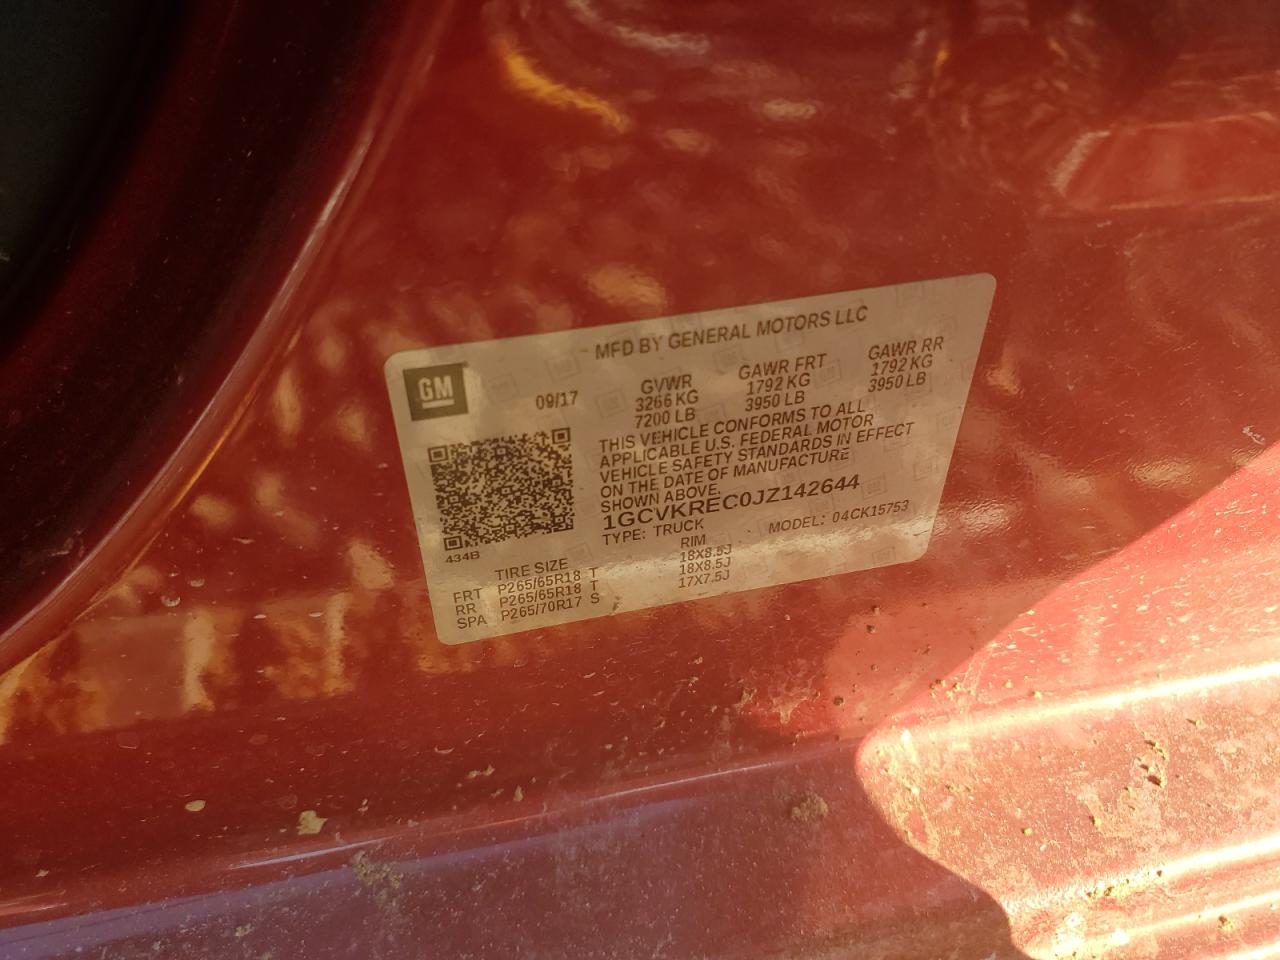 MFD BY GENERAL MOTORS LLC
GM
09/17
GVWR GAWR FRT GAWR RR
3266 KG 1792 KG 1792 KG
7200 LB 3950 LB 3950 LB
THIS VEHICLE CONFORMS TO ALL
APPLICABLE U.S. FEDERAL MOTOR
VEHICLE SAFETY STANDARDS IN EFFECT
ON THE DATE OF MANUFACTURE
SHOWN ABOVE.
1GCVKREC0JZ142644
TYPE: TRUCK MODEL: 04CK15753
434B
TIRE SIZE RIM
FRT P265/65R18 T 18X8.5J
RR P265/65R18 T 18X8.5J
SPA P265/70R17 S 17X7.5J